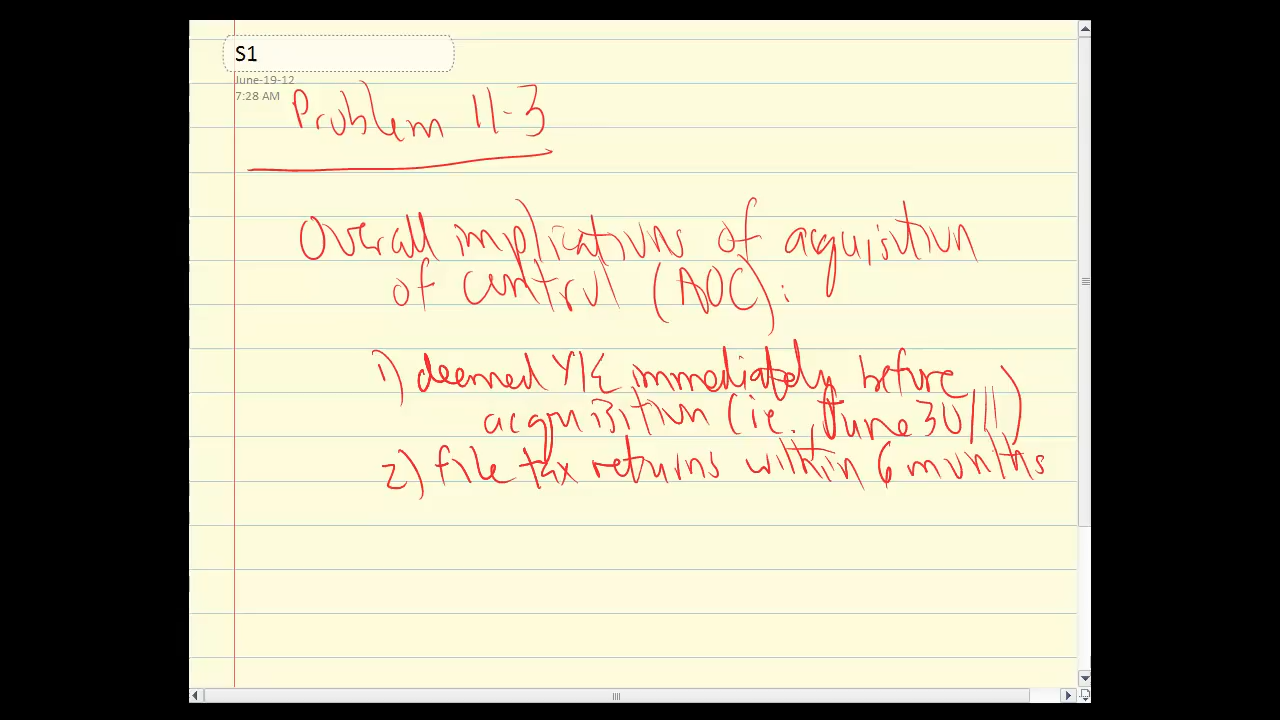 S1
June-19-12
7:28 AM
Problem 11-3
Overall implications of acquisition
of control (AOC):
1) deemed Y/E immediately before
acquisition (ie. June 30/11)
2) file tax returns within 6 months